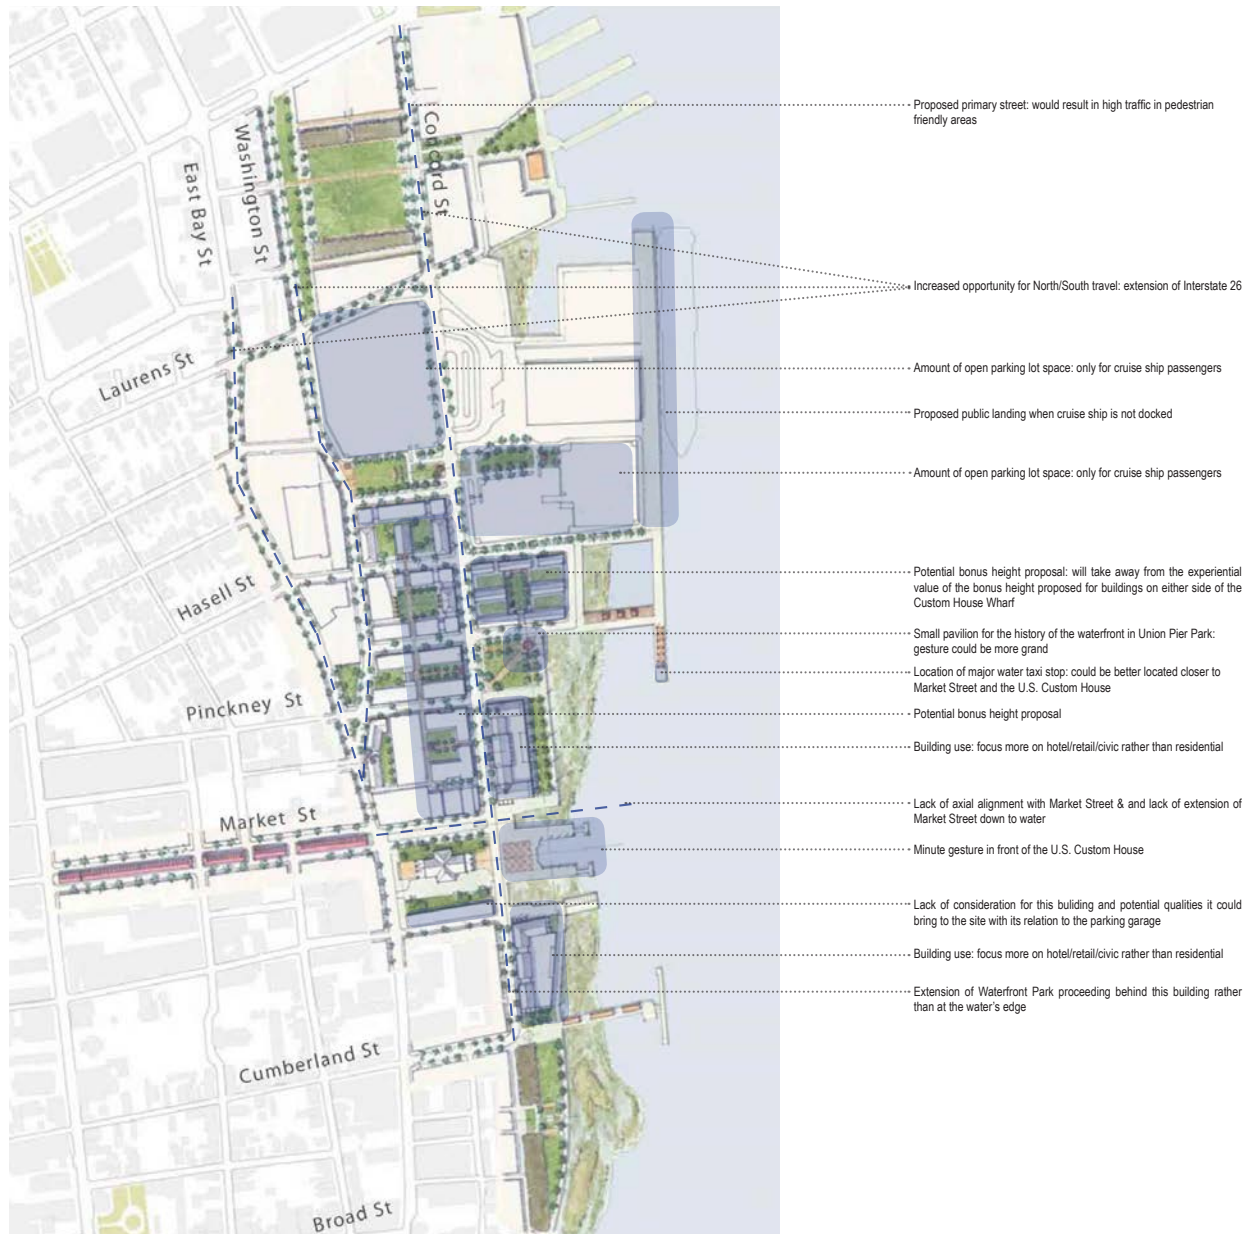 Concord St
Washington St
East Bay St
Laurens St
Hasell St
Pinckney St
Market St
Cumberland St
Broad St
Proposed primary street: would result in high traffic in pedestrian
friendly areas
Increased opportunity for North/South travel: extension of Interstate 26
Amount of open parking lot space: only for cruise ship passengers
Proposed public landing when cruise ship is not docked
Amount of open parking lot space: only for cruise ship passengers
Potential bonus height proposal: will take away from the experiential
value of the bonus height proposed for buildings on either side of the
Custom House Wharf
Small pavilion for the history of the waterfront in Union Pier Park:
gesture could be more grand
Location of major water taxi stop: could be better located closer to
Market Street and the U.S. Custom House
Potential bonus height proposal
Building use: focus more on hotel/retail/civic rather than residential
Lack of axial alignment with Market Street & and lack of extension of
Market Street down to water
Minute gesture in front of the U.S. Custom House
Lack of consideration for this buliding and potential qualities it could
bring to the site with its relation to the parking garage
Building use: focus more on hotel/retail/civic rather than residential
Extension of Waterfront Park proceeding behind this building rather
than at the water's edge